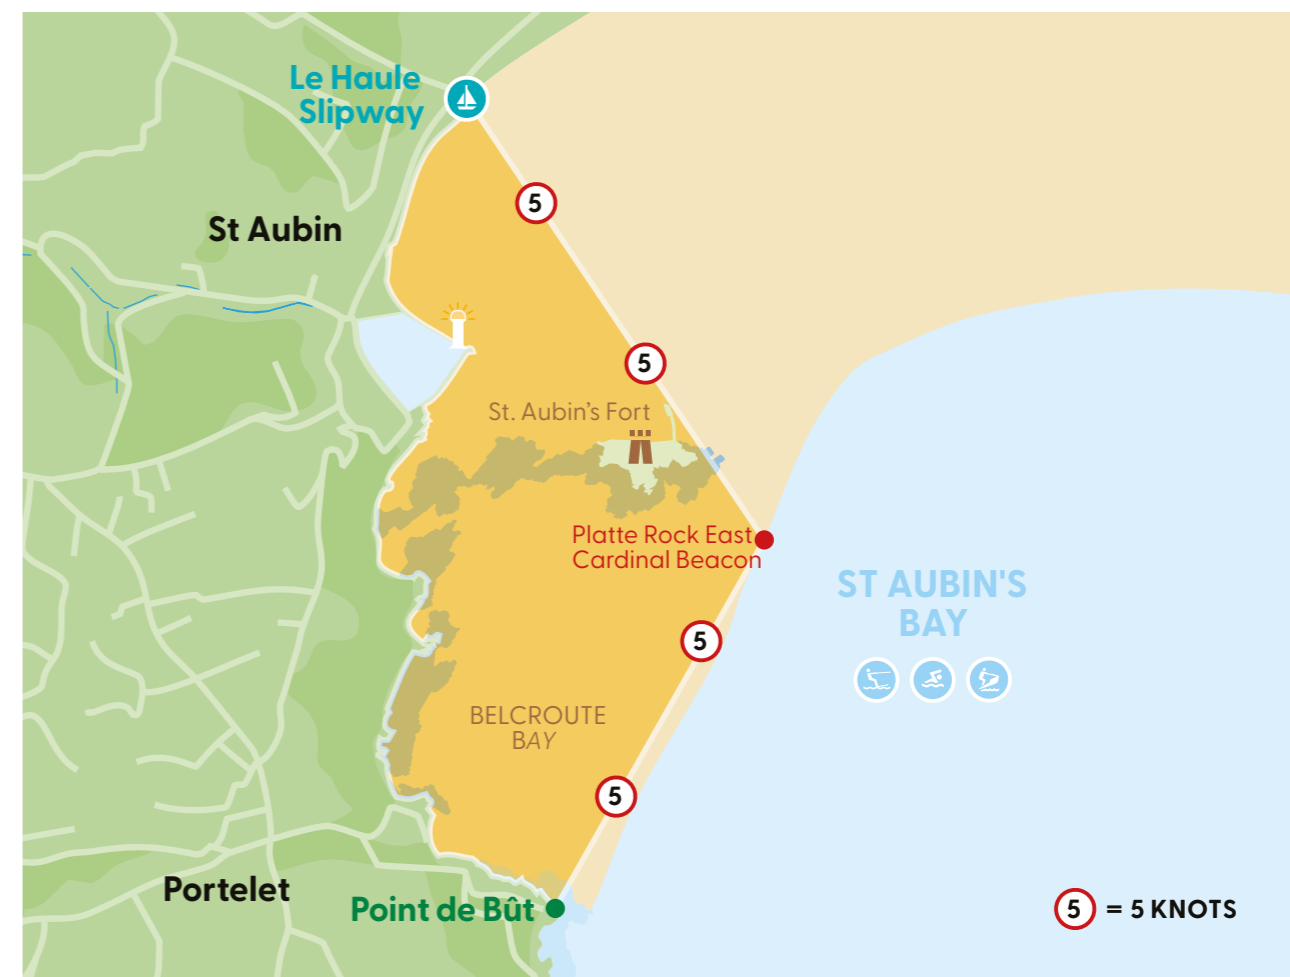 Le Haule
Slipway
5
St Aubin
5
St. Aubin's Fort
Platte Rock East
Cardinal Beacon
ST AUBIN'S
BAY
5
BELCROUTE
BAY
5
Portelet
Point de Bût
5 = 5 KNOTS